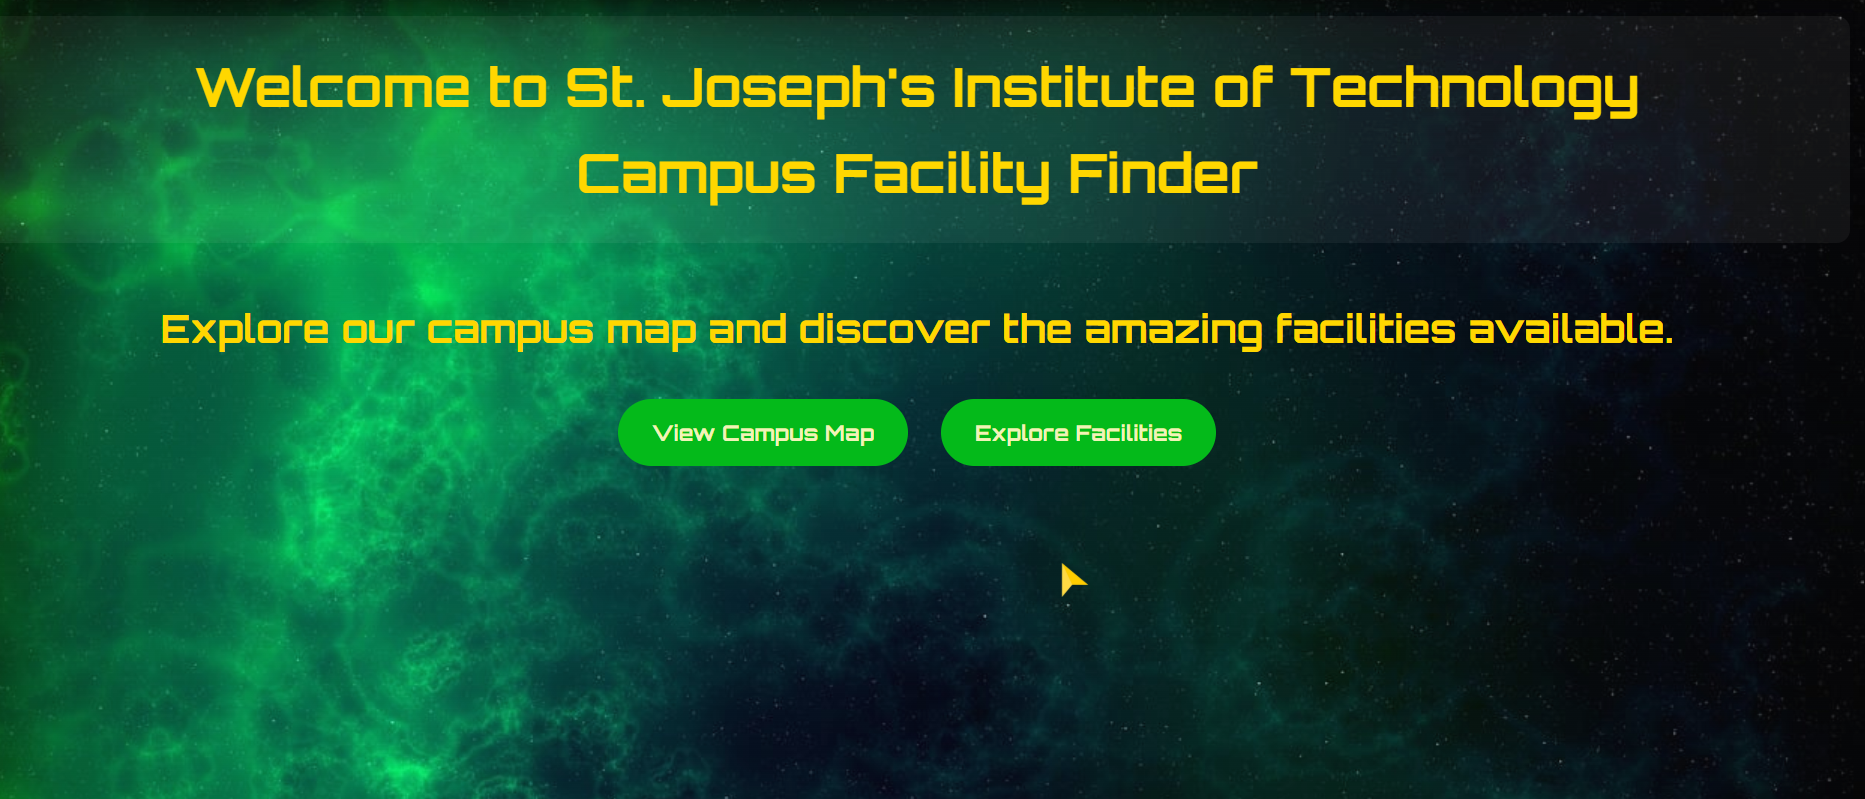 Welcome to St. Joseph's Institute of Technology
Campus Facility Finder
Explore our campus map and discover the amazing facilities available.
View Campus Map
Explore Facilities